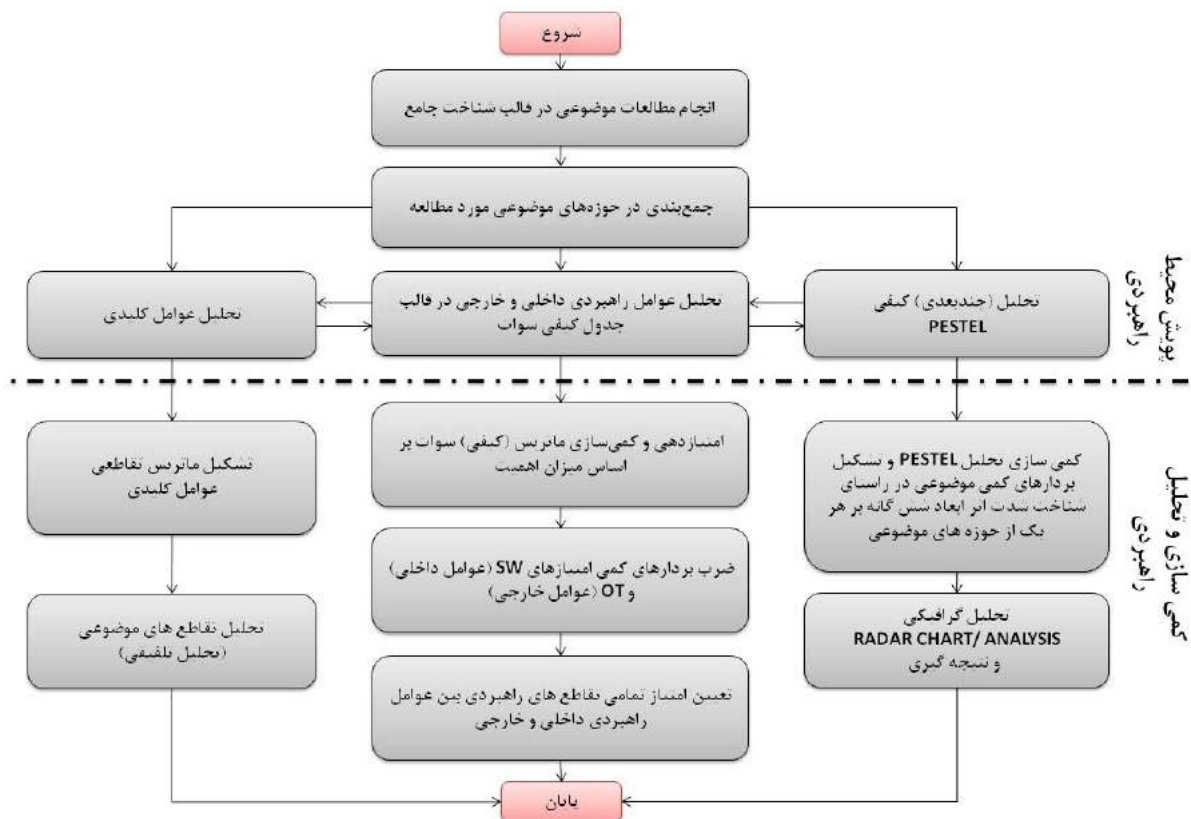 شروع
انجام مطالعات موضوعی در قالب شناخت جامع
جمع‌بندی در حوزه‌های موضوعی مورد مطالعه
تحلیل (چندبعدی) کیفی
PESTEL
تحلیل عوامل راهبردی داخلی و خارجی در قالب
جدول کیفی سوات
تحلیل عوامل کلیدی
پویش محیط
راهبردی
کمی سازی تحلیل PESTEL و تشکیل
بردارهای کمی موضوعی در راستای
شناخت شدت اثر ابعاد شش گانه بر هر
یک از حوزه های موضوعی
امتیازدهی و کمی‌سازی ماتریس (کیفی) سوات بر
اساس میزان اهمیت
تشکیل ماتریس تقاطعی
عوامل کلیدی
کمی سازی و تحلیل
راهبردی
ضرب بردارهای کمی امتیازهای SW (عوامل داخلی)
و OT (عوامل خارجی)
تحلیل گرافیکی
RADAR CHART/ ANALYSIS
و نتیجه گیری
تحلیل تقاطع های موضوعی
(تحلیل تلفیقی)
تعیین امتیاز تمامی تقاطع های راهبردی بین عوامل
راهبردی داخلی و خارجی
پایان